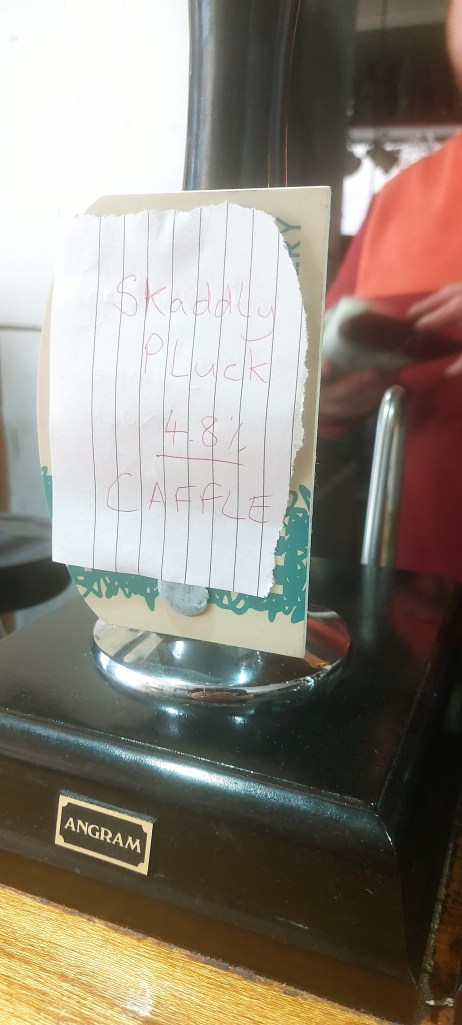 Skaddly
Pluck
4.8%
CAFFLE
ANGRAM